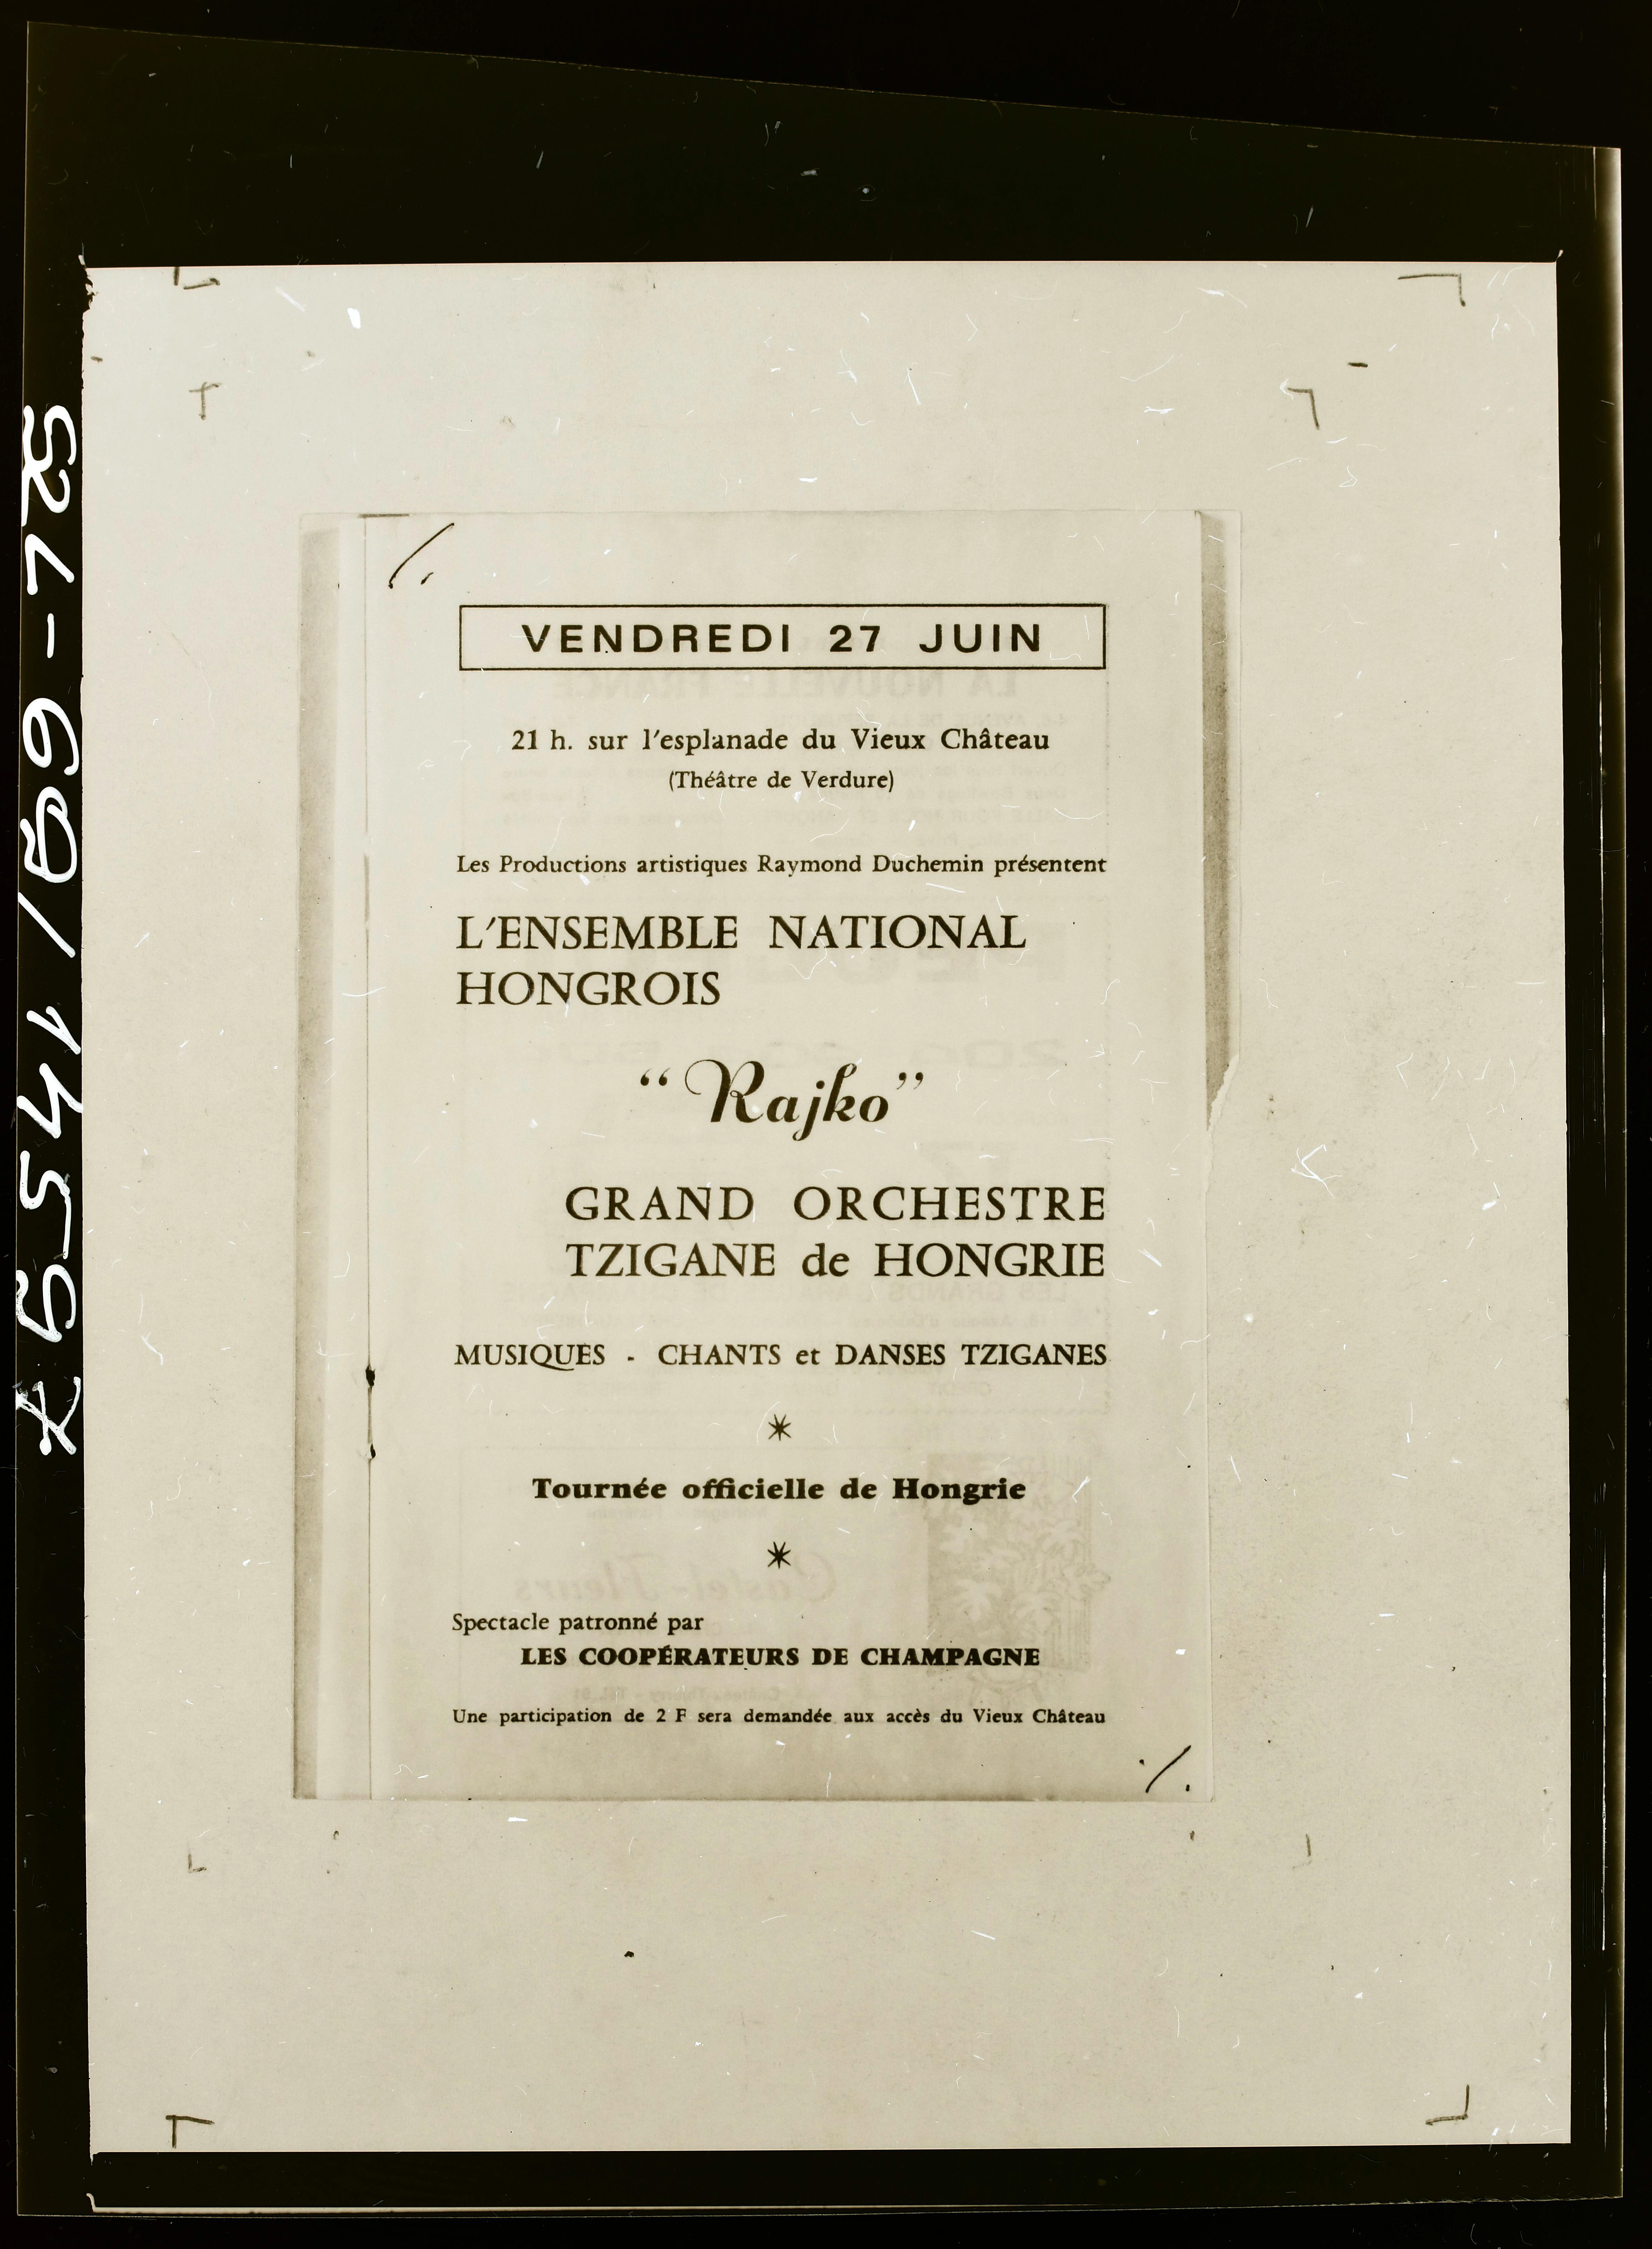 VENDREDI 27 JUIN
21 h. sur l'esplanade du Vieux Château
(Théâtre de Verdure)
Les Productions artistiques Raymond Duchemin présentent
L'ENSEMBLE NATIONAL
HONGROIS
“Rajko”
GRAND ORCHESTRE
TZIGANE de HONGRIE
MUSIQUES - CHANTS et DANSES TZIGANES
Tournée officielle de Hongrie
Spectacle patronné par
LES COOPÉRATEURS DE CHAMPAGNE
Une participation de 2 F sera demandée aux accès du Vieux Château